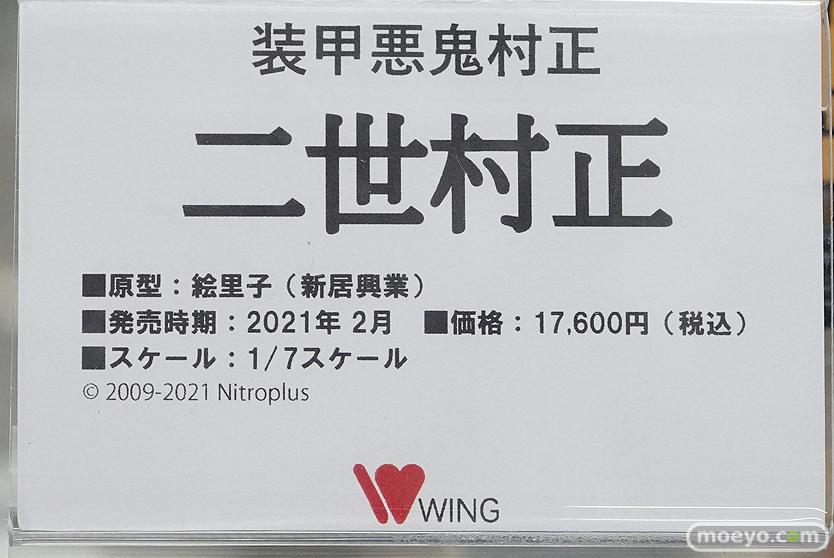 装甲悪鬼村正
二世村正
■原型：絵里子（新居興業）
■発売時期：2021年 2月　■価格：17,600円（税込）
■スケール：1/7スケール
© 2009-2021 Nitroplus
WING
moeyo.com